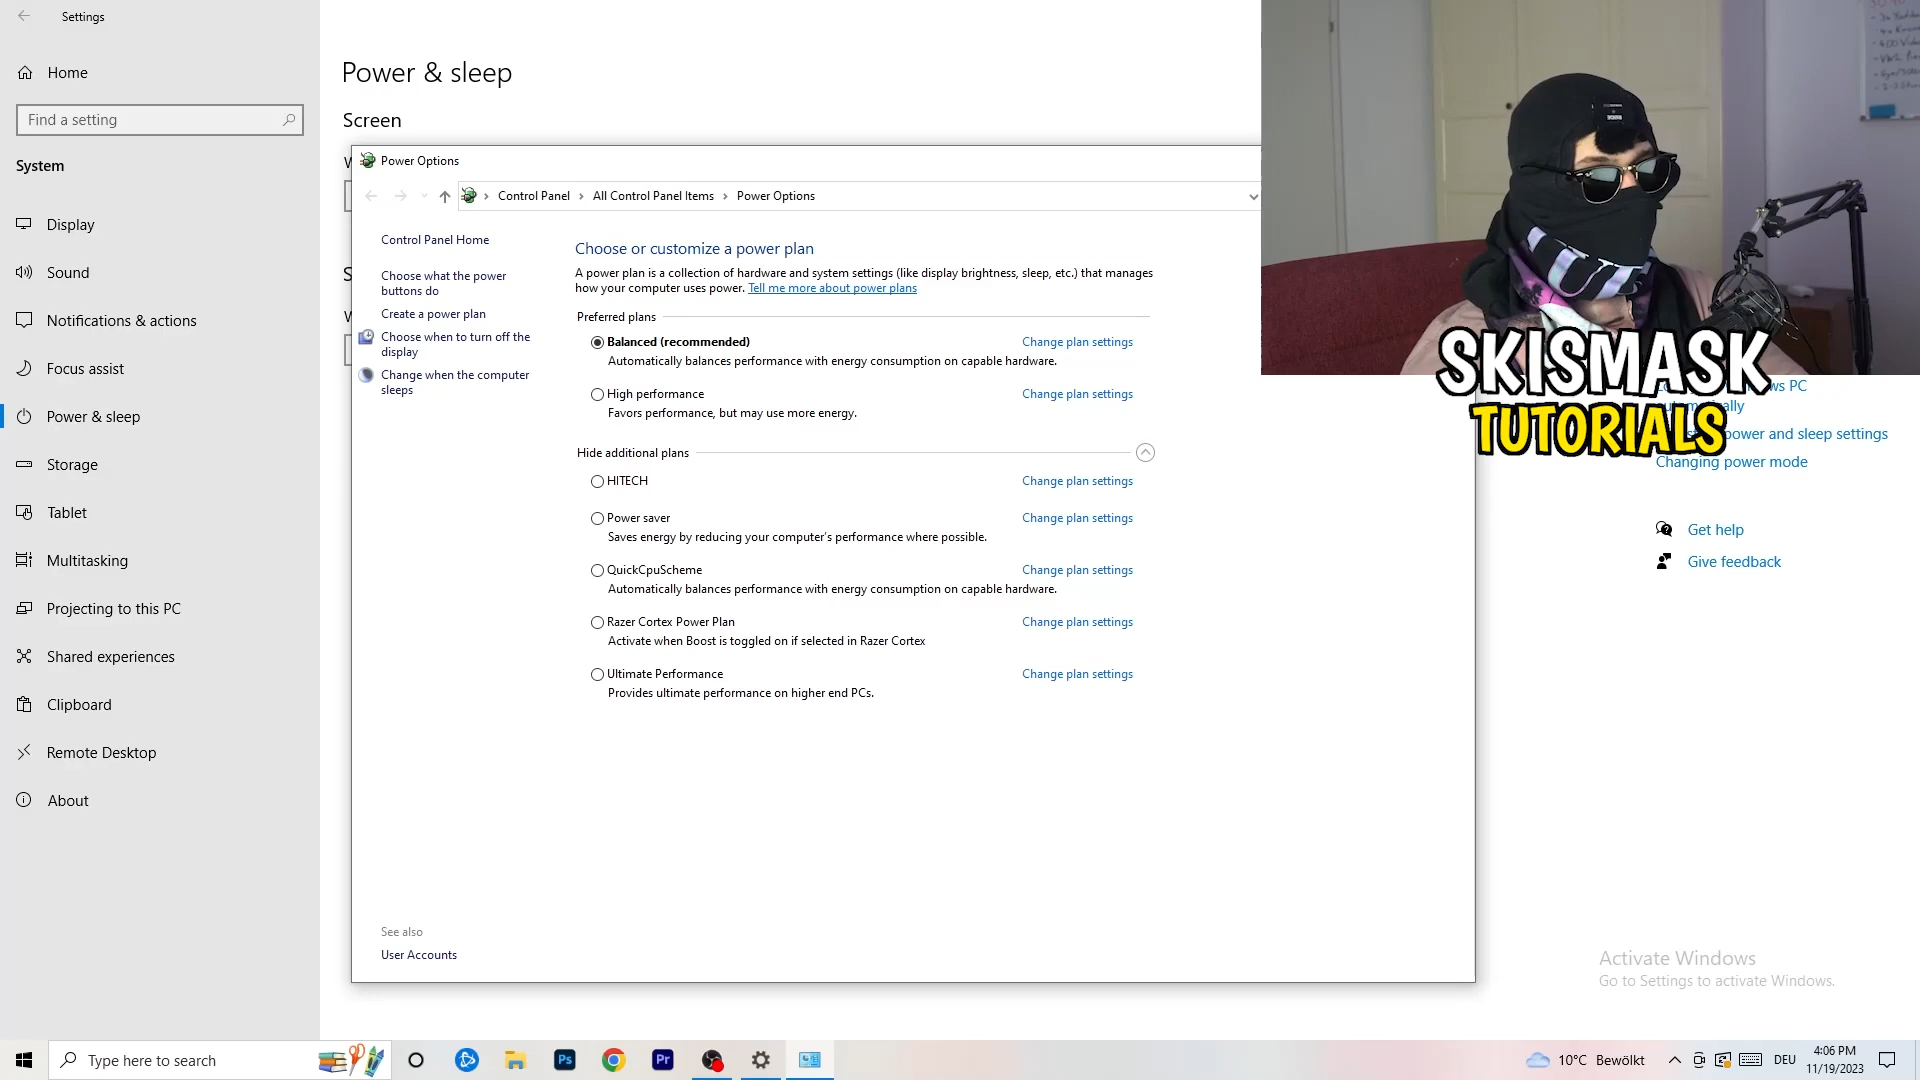 Settings
Home
Find a setting
System
Display
Sound
Notifications & actions
Focus assist
Power & sleep
Storage
Tablet
Multitasking
Projecting to this PC
Shared experiences
Clipboard
Remote Desktop
About
Power & sleep
Screen
Power Options
Control Panel
All Control Panel Items
Power Options
Control Panel Home
Choose what the power
buttons do
Create a power plan
Choose when to turn off the
display
Change when the computer
sleeps
See also
User Accounts
Choose or customize a power plan
A power plan is a collection of hardware and system settings (like display brightness, sleep, etc.) that manages
how your computer uses power. Tell me more about power plans
Preferred plans
Balanced (recommended) Change plan settings
Automatically balances performance with energy consumption on capable hardware.
High performance Change plan settings
Favors performance, but may use more energy.
Hide additional plans
HITECH Change plan settings
Power saver Change plan settings
Saves energy by reducing your computer's performance where possible.
QuickCpuScheme Change plan settings
Automatically balances performance with energy consumption on capable hardware.
Razer Cortex Power Plan Change plan settings
Activate when Boost is toggled on if selected in Razer Cortex
Ultimate Performance Change plan settings
Provides ultimate performance on higher end PCs.
SKISMASK
TUTORIALS
PC
power and sleep settings
Changing power mode
Get help
Give feedback
Activate Windows
Go to Settings to activate Windows.
Type here to search
Ps
Pr
10°C Bewölkt
DEU
4:06 PM
11/19/2023